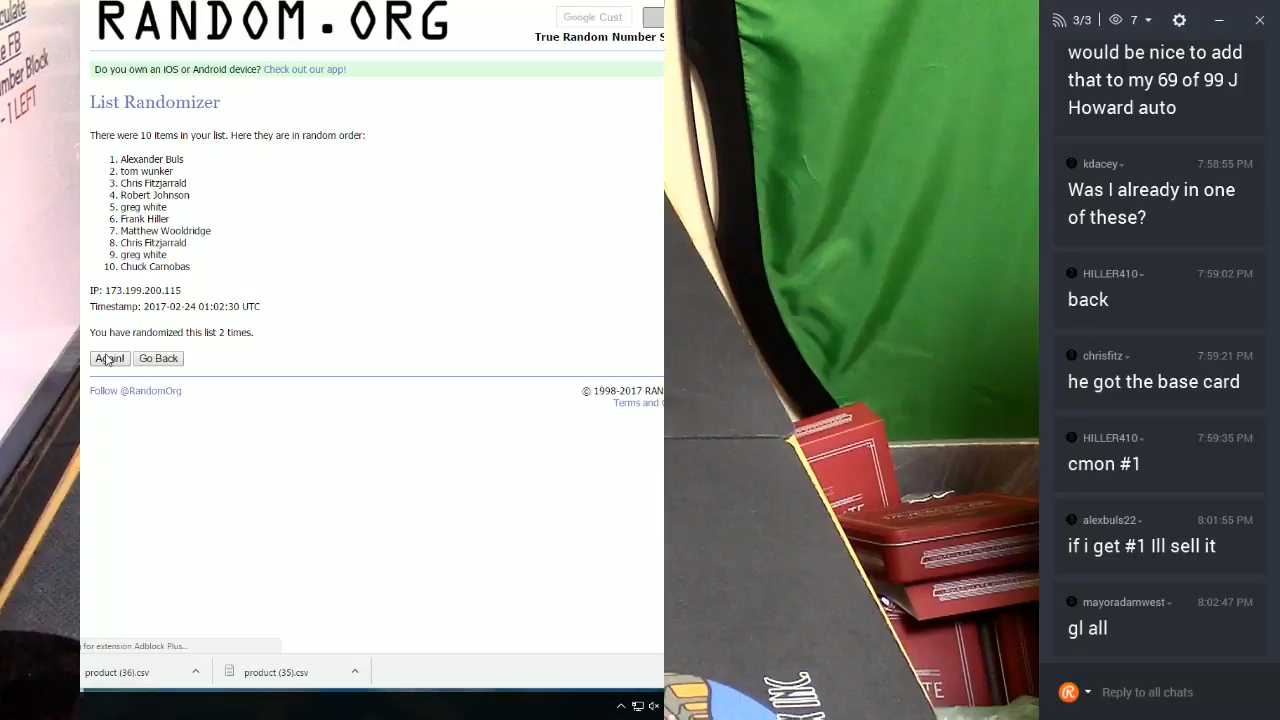 FB
- 1 LEFT
RANDOM.ORG
Google Cust
True Random Number S
Do you own an iOS or Android device? Check out our app!
List Randomizer
There were 10 items in your list. Here they are in random order:
1. Alexander Buls
2. tom wunker
3. Chris Fitzjarrald
4. Robert Johnson
5. greg white
6. Frank Hiller
7. Matthew Wooldridge
8. Chris Fitzjarrald
9. greg white
10. Chuck Carnobas
IP: 173.199.200.115
Timestamp: 2017-02-24 01:02:30 UTC
You have randomized this list 2 times.
Again! Go Back
Follow @RandomOrg
© 1998-2017 RAN
Terms and
for extension Adblock Plus...
product (36).csv
product (35).csv
3/3 7
would be nice to add
that to my 69 of 99 J
Howard auto
kdacey 7:58:55 PM
Was I already in one
of these?
HILLER410 7:59:02 PM
back
chrisfitz 7:59:21 PM
he got the base card
HILLER410 7:59:35 PM
cmon #1
alexbuls22 8:01:55 PM
if i get #1 Ill sell it
mayoradamwest 8:02:47 PM
gl all
Reply to all chats